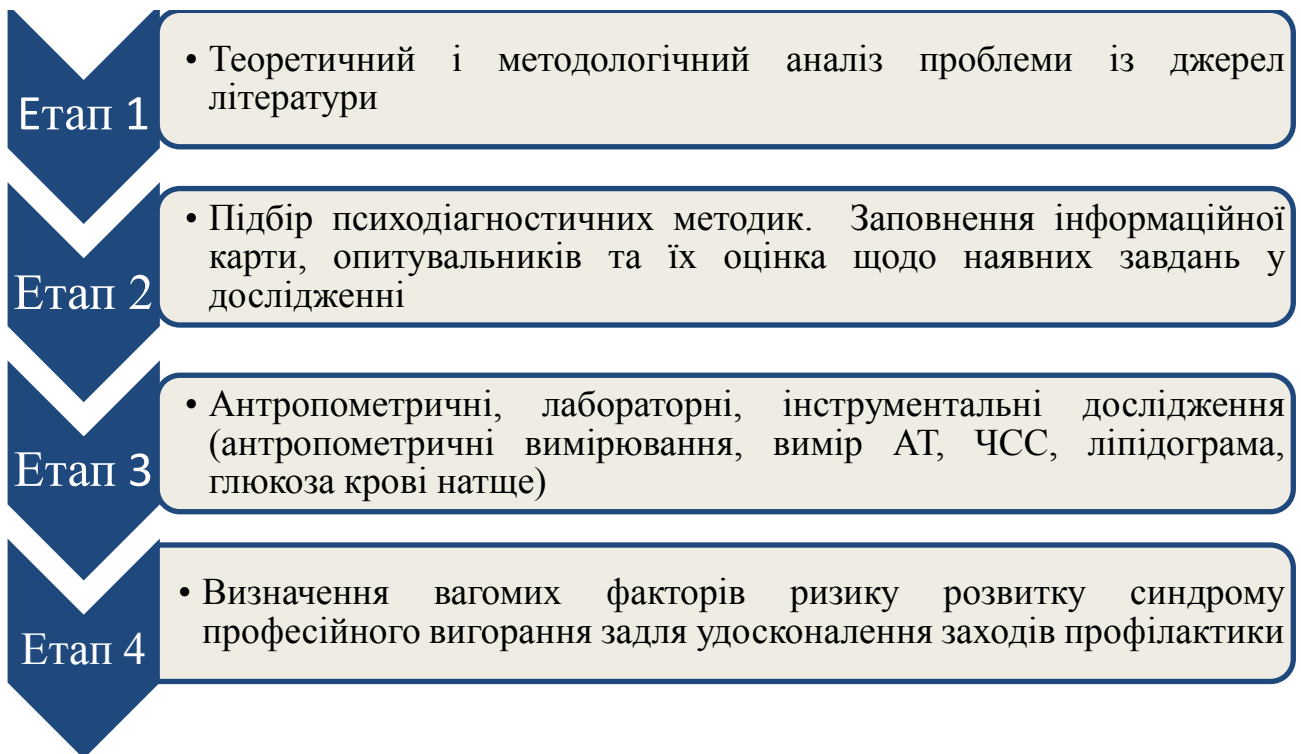 Етап 1
• Теоретичний і методологічний аналіз проблеми із джерел
літератури
Етап 2
• Підбір психодіагностичних методик. Заповнення інформаційної
карти, опитувальників та їх оцінка щодо наявних завдань у
дослідженні
Етап 3
• Антропометричні, лабораторні, інструментальні дослідження
(антропометричні вимірювання, вимір АТ, ЧСС, ліпідограма,
глюкоза крові натще)
Етап 4
• Визначення вагомих факторів ризику розвитку синдрому
професійного вигорання задля удосконалення заходів профілактики